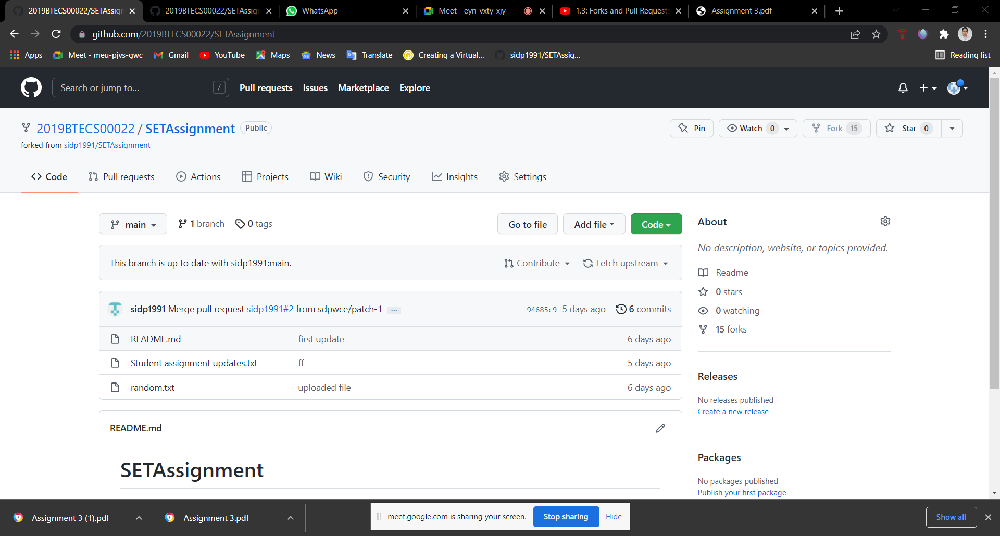 2019BTECS00022/SETAssign
2019BTECS00022/SETAssign
WhatsApp
Meet - eyn-vxty-xjy
1.3: Forks and Pull Requests
Assignment 3.pdf
github.com/2019BTECS00022/SETAssignment
Apps
Meet - meu-pjvs-gwc
Gmail
YouTube
Maps
News
Translate
Creating a Virtual...
sidp1991/SETAssig...
Reading list
Search or jump to...
/
Pull requests
Issues
Marketplace
Explore
2019BTECS00022 / SETAssignment
Public
Pin
Watch 0
Fork 15
Star 0
forked from sidp1991/SETAssignment
Code
Pull requests
Actions
Projects
Wiki
Security
Insights
Settings
main
1 branch
0 tags
Go to file
Add file
Code
This branch is up to date with sidp1991:main.
Contribute
Fetch upstream
sidp1991 Merge pull request sidp1991#2 from sdpwce/patch-1 ...
94685c9 5 days ago
6 commits
README.md
first update
6 days ago
Student assignment updates.txt
ff
5 days ago
random.txt
uploaded file
6 days ago
README.md
SETAssignment
About
No description, website, or topics provided.
Readme
0 stars
0 watching
15 forks
Releases
No releases published
Create a new release
Packages
No packages published
Publish your first package
Assignment 3 (1).pdf
Assignment 3.pdf
meet.google.com is sharing your screen.
Stop sharing
Hide
Show all